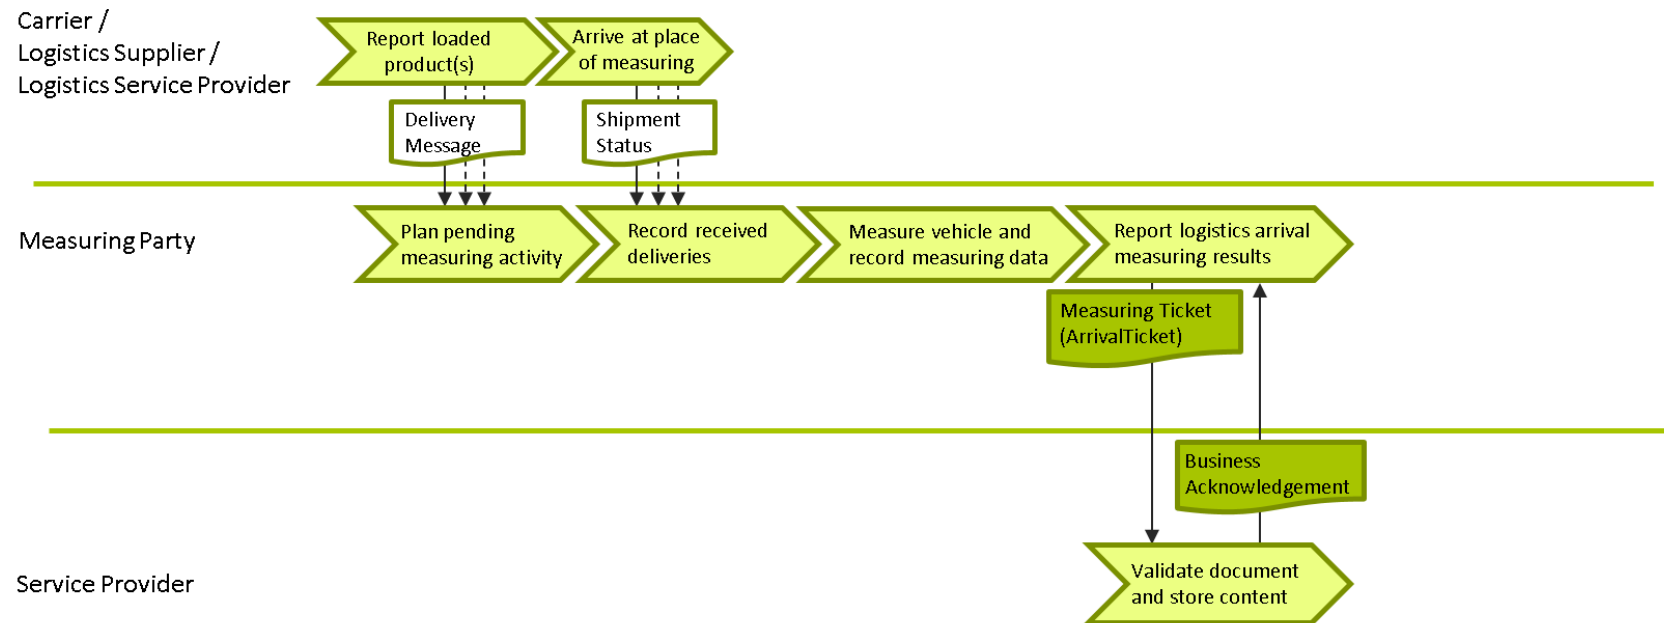 Carrier /
Logistics Supplier /
Logistics Service Provider
Report loaded
product(s)
Arrive at place
of measuring
Delivery
Message
Shipment
Status
Measuring Party
Plan pending
measuring activity
Record received
deliveries
Measure vehicle and
record measuring data
Report logistics arrival
measuring results
Measuring Ticket
(ArrivalTicket)
Business
Acknowledgement
Service Provider
Validate document
and store content